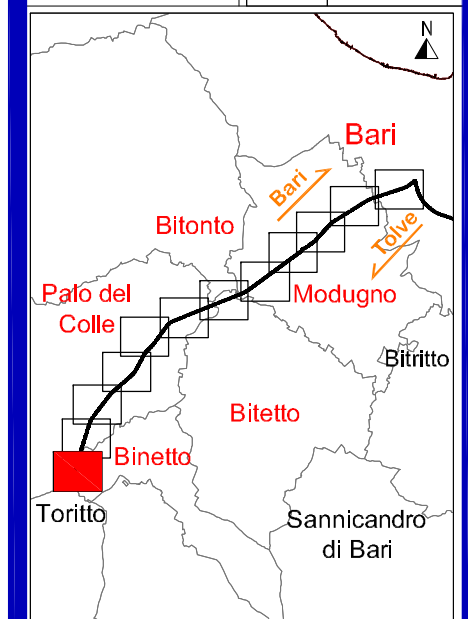 N
Bari
Bari
Bitonto
Tolve
Palo del
Colle
Modugno
Bitritto
Bitetto
Binetto
Toritto
Sannicandro
di Bari